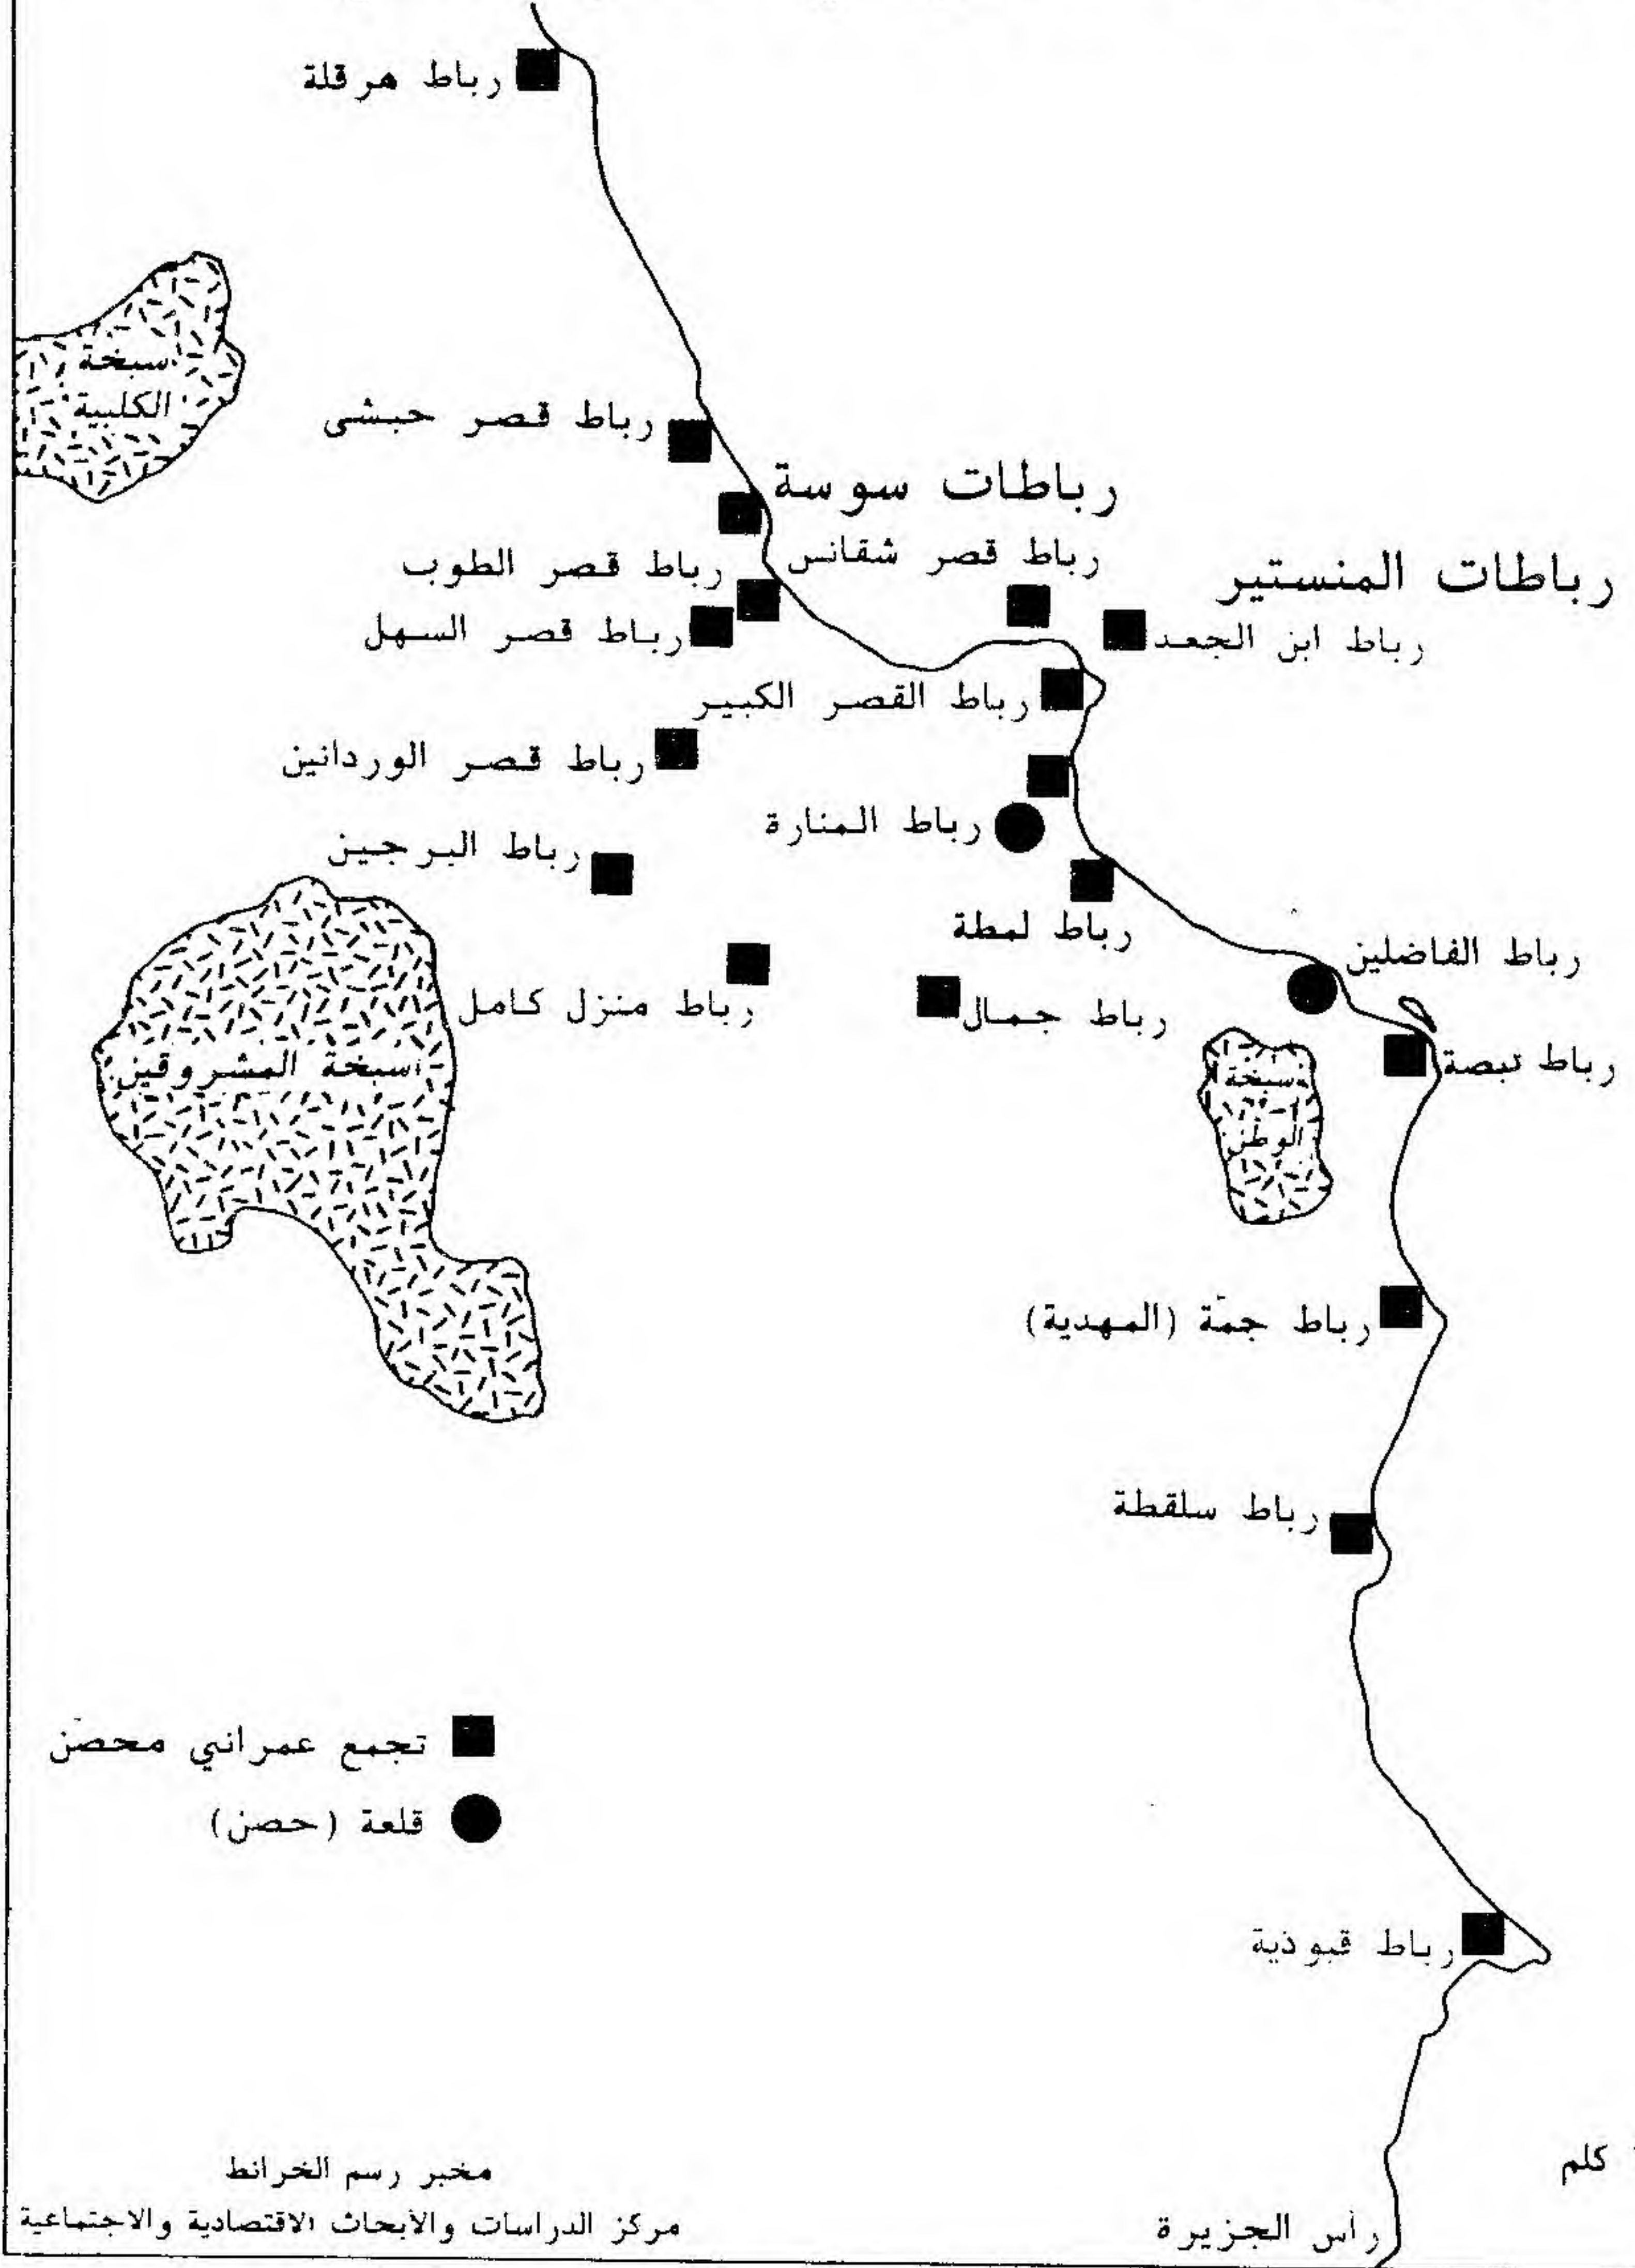 رباط هرقلة
سبخة
الكلبية
رباط قصر حبشى
رباطات سوسة
رباط قصر شقانس
رباطات المنستير
رباط قصر الطوب
رباط قصر السهل
رباط ابن الجعد
رباط القصر الكبير
رباط قصر الوردانين
رباط المنارة
رباط البرجين
رباط لمطة
رباط الفاضلين
رباط منزل كامل
رباط جمال
سبخة المشروقين
سبخة
الوطن
رباط تبصة
رباط جمّة (المهدية)
رباط سلقطة
تجمع عمراني محصّن
قلعة (حصن)
رباط قبوذية
كلم
مخبر رسم الخرائط
مركز الدراسات والأبحاث الاقتصادية والاجتماعية
رأس الجزيرة